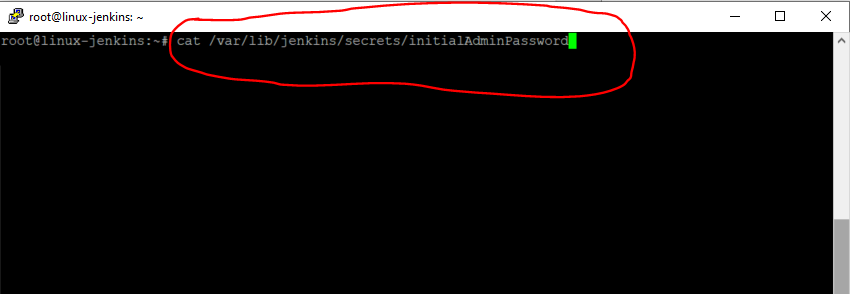 root@linux-jenkins: ~
root@linux-jenkins:~# cat /var/lib/jenkins/secrets/initialAdminPassword